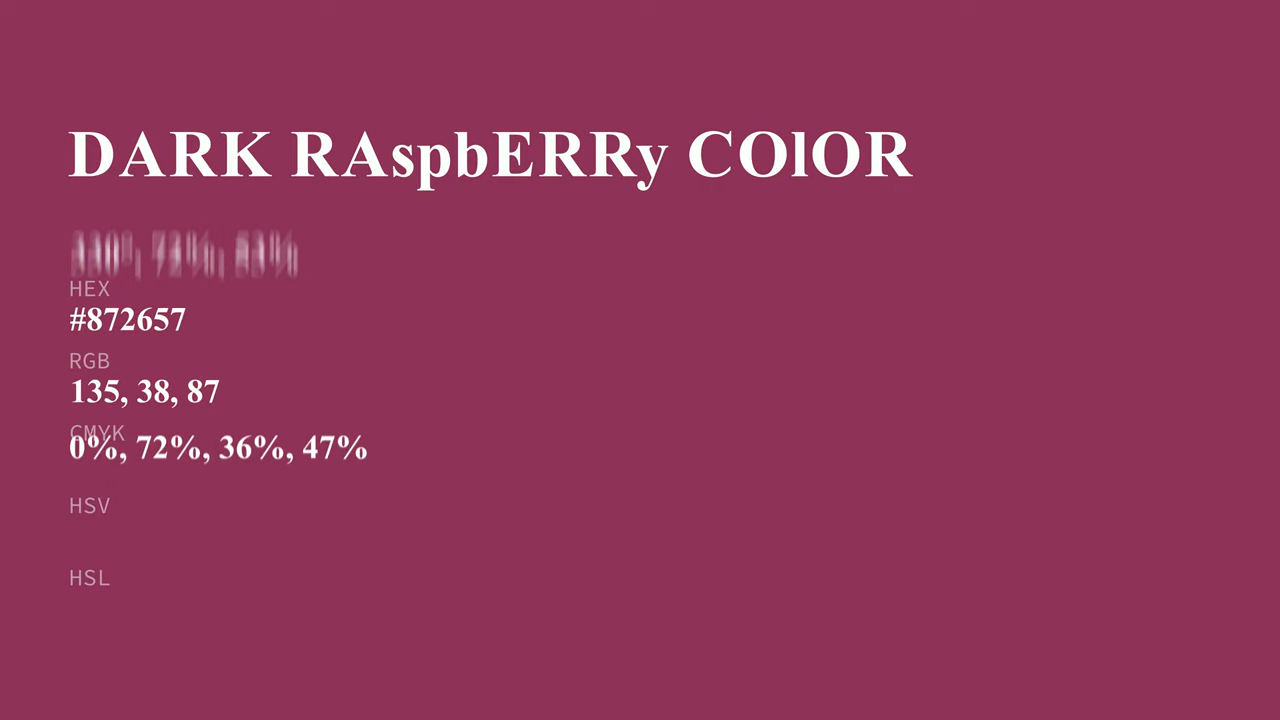 DARK RAspbERRy COlOR
HEX
#872657
RGB
135, 38, 87
CMYK
0%, 72%, 36%, 47%
HSV
HSL